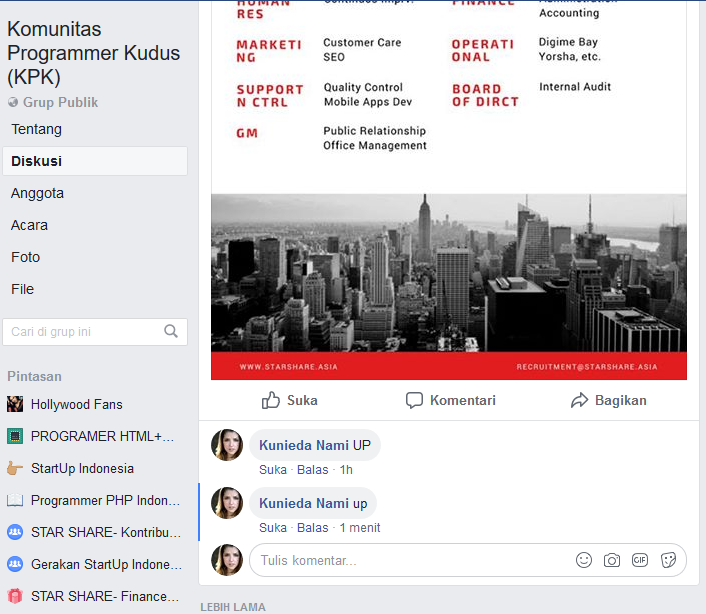 Komunitas
Programmer Kudus
(KPK)
Grup Publik
Tentang
Diskusi
Anggota
Acara
Foto
File
Cari di grup ini
Pintasan
Hollywood Fans
PROGRAMER HTML+...
StartUp Indonesia
Programmer PHP Indon...
STAR SHARE- Kontribu...
Gerakan StartUp Indone...
STAR SHARE- Finance...
HUMAN
RES
FINANCE
Accounting
MARKETI
NG
Customer Care
SEO
OPERATI
ONAL
Digime Bay
Yorsha, etc.
SUPPORT
N CTRL
Quality Control
Mobile Apps Dev
BOARD
OF DIRCT
Internal Audit
GM
Public Relationship
Office Management
WWW.STARSHARE.ASIA
RECRUITMENT@STARSHARE.ASIA
Suka
Komentari
Bagikan
Kunieda Nami UP
Suka · Balas · 1h
Kunieda Nami up
Suka · Balas · 1 menit
Tulis komentar...
GIF
LEBIH LAMA